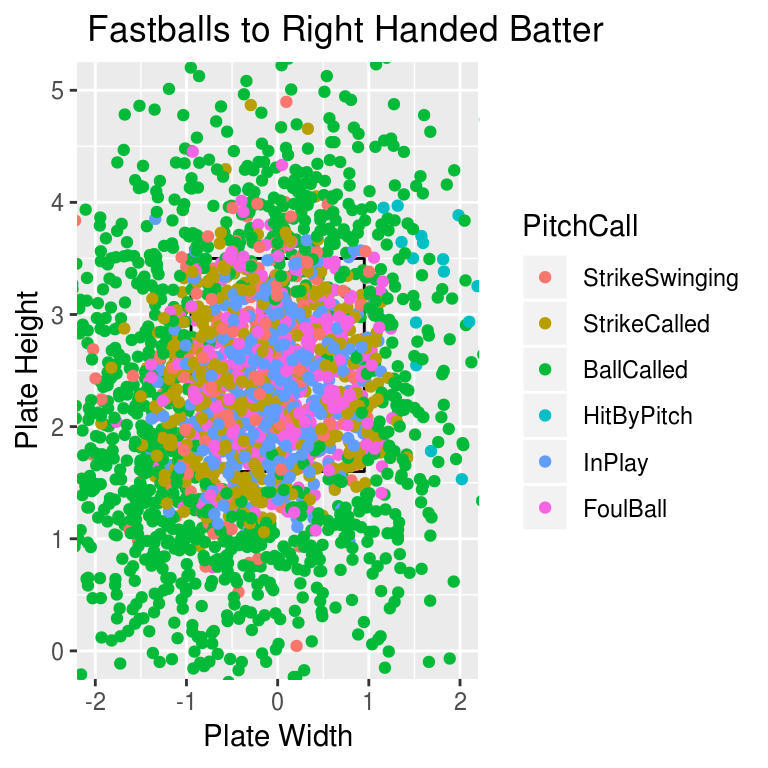 Fastballs to Right Handed Batter
Plate Height
5
4
3
2
1
0
-2 -1 0 1 2
Plate Width
PitchCall
StrikeSwinging
StrikeCalled
BallCalled
HitByPitch
InPlay
FoulBall